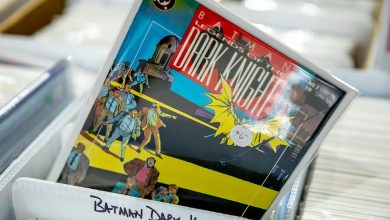 BATMAN
LEGENDS OF THE
DARK KNIGHT
BATMAN DARK